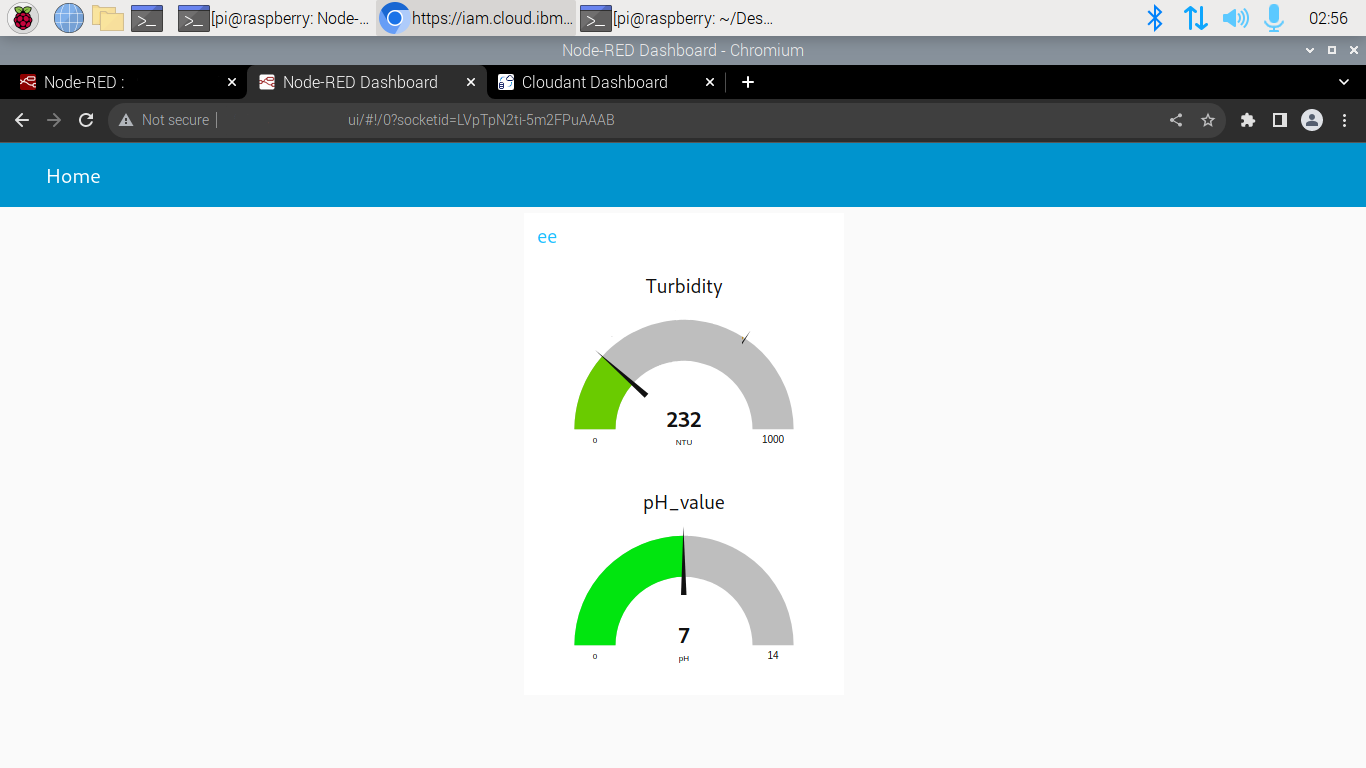 [pi@raspberry: Node-... https://iam.cloud.ibm... [pi@raspberry: ~/Des... 02:56
Node-RED Dashboard - Chromium
Node-RED : Node-RED Dashboard Cloudant Dashboard
Not secure ui/#!/0?socketid=LVpTpN2ti-5m2FPuAAAB
Home
ee
Turbidity
232
0 NTU 1000
pH_value
7
0 pH 14